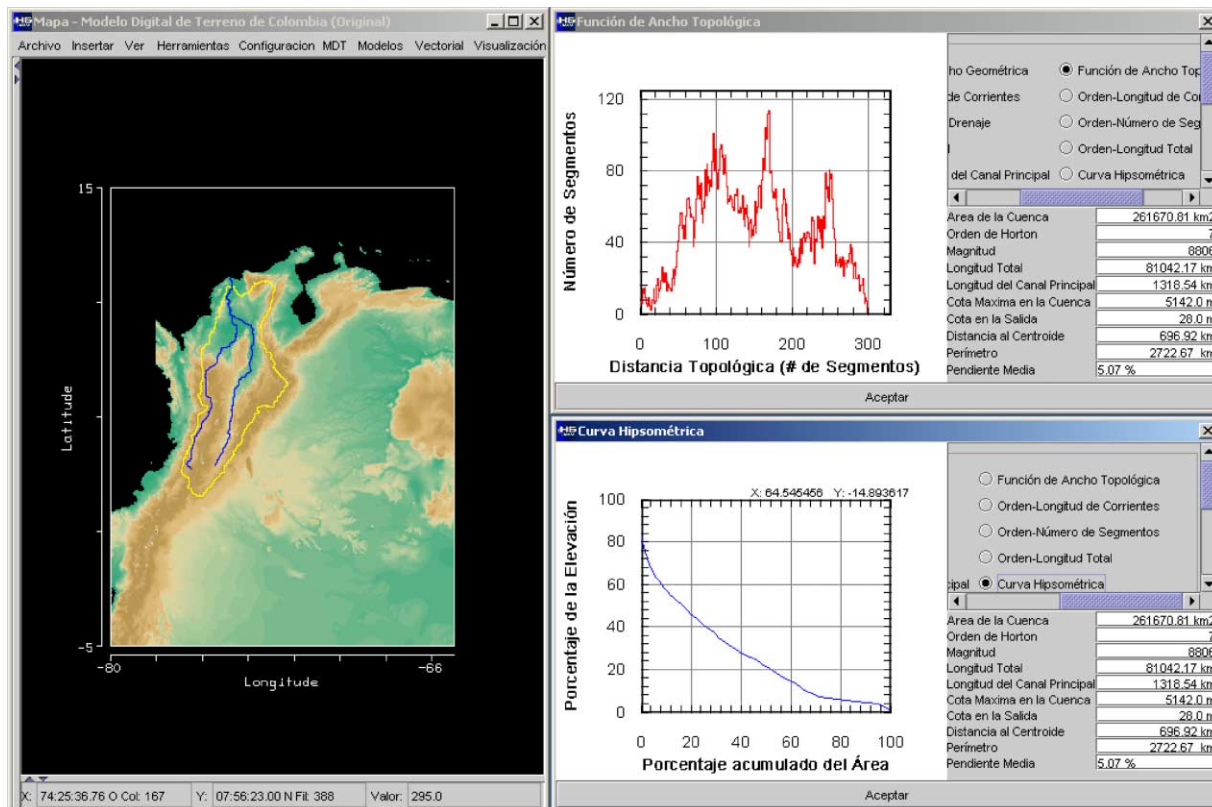 Mapa - Modelo Digital de Terreno de Colombia (Original)
Archivo Insertar Ver Herramientas Configuracion MDT Modelos Vectorial Visualización
15
Latitude
-5
-80
-66
Longitude
X: 74:25:36.76 O Col: 167 Y: 07:56:23.00 N Fil: 388 Valor: 295.0
Función de Ancho Topológica
Número de Segmentos
120
80
40
0
0 100 200 300
Distancia Topológica (# de Segmentos)
ho Geométrica Función de Ancho Top
de Corrientes Orden-Longitud de Co
Drenaje Orden-Número de Seg
Orden-Longitud Total
del Canal Principal Curva Hipsométrica
Area de la Cuenca 261670.81 km2
Orden de Horton 7
Magnitud 8806
Longitud Total 81042.17 km
Longitud del Canal Principal 1318.54 km
Cota Maxima en la Cuenca 5142.0 m
Cota en la Salida 28.0 m
Distancia al Centroide 696.92 km
Perímetro 2722.67 km
Pendiente Media 5.07 %
Aceptar
Curva Hipsométrica
X: 64.545456 Y: -14.893617
Porcentaje de la Elevación
100
80
60
40
20
0
0 20 40 60 80 100
Porcentaje acumulado del Área
Función de Ancho Topológica
Orden-Longitud de Corrientes
Orden-Número de Segmentos
Orden-Longitud Total
cipal Curva Hipsométrica
Area de la Cuenca 261670.81 km2
Orden de Horton 7
Magnitud 8806
Longitud Total 81042.17 km
Longitud del Canal Principal 1318.54 km
Cota Maxima en la Cuenca 5142.0 m
Cota en la Salida 28.0 m
Distancia al Centroide 696.92 km
Perímetro 2722.67 km
Pendiente Media 5.07 %
Aceptar